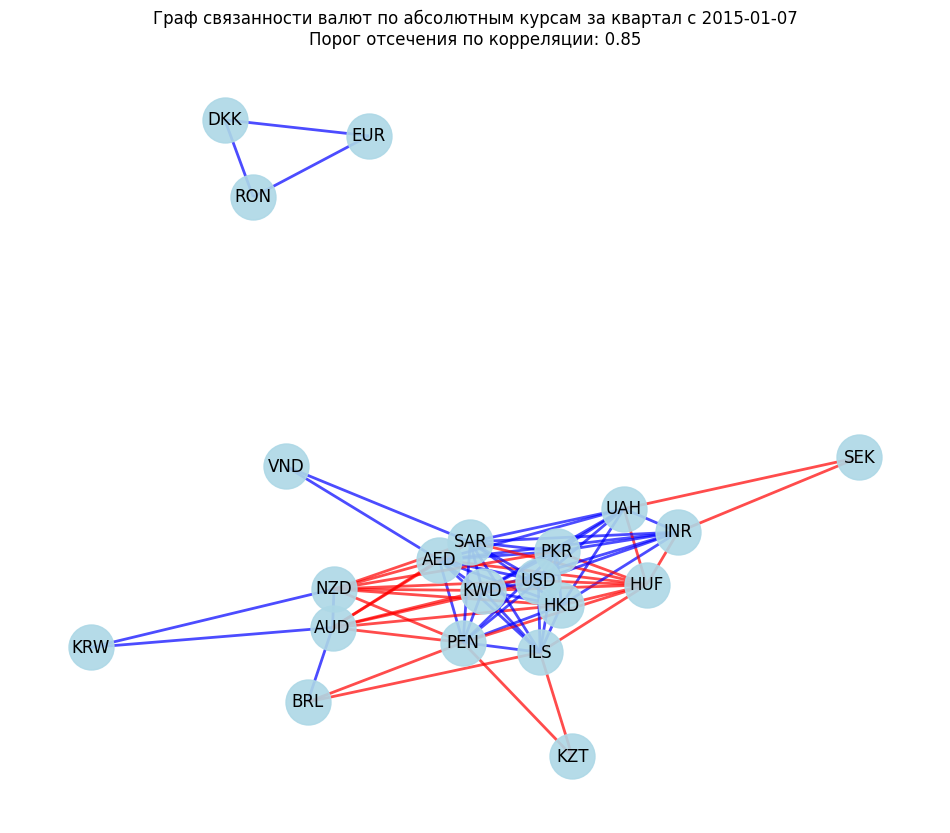 Граф связанности валют по абсолютным курсам за квартал с 2015-01-07
Порог отсечения по корреляции: 0.85
DKK
EUR
RON
VND
SEK
UAH
INR
SAR
PKR
AED
USD
HUF
NZD
KWD
HKD
AUD
PEN
ILS
KRW
BRL
KZT